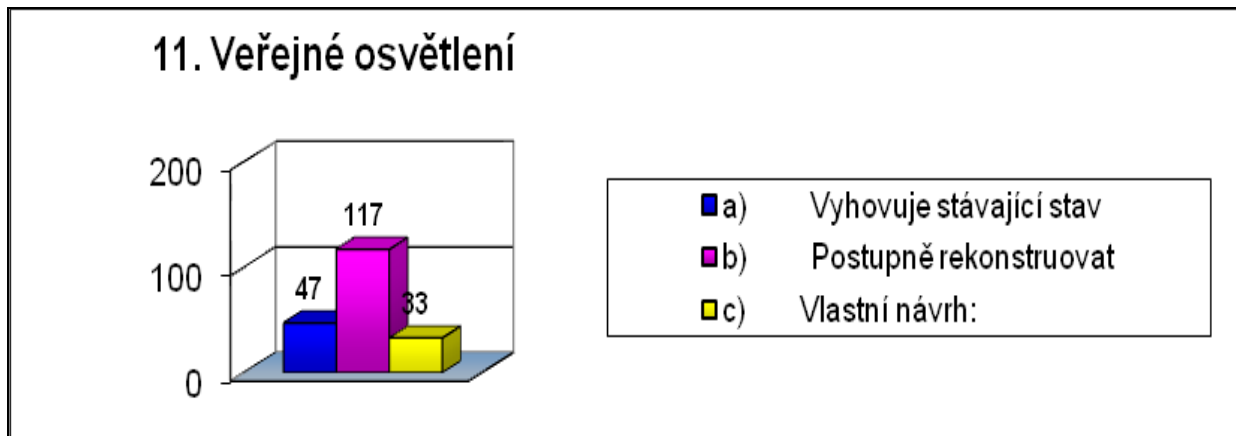 11. Veřejné osvětlení
200
100
0
47
117
33
a) Vyhovuje stávající stav
b) Postupně rekonstruovat
c) Vlastní návrh: